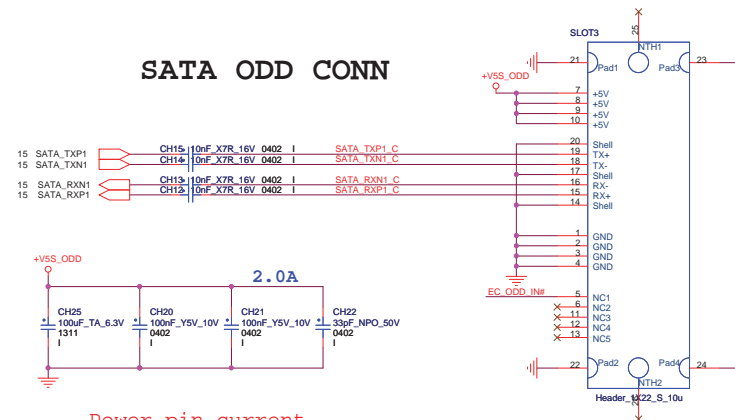 SATA ODD CONN
SLOT3
25
NTH1
21 Pad1 Pad3 23
+V5S_ODD
7 +5V
8 +5V
9 +5V
10 +5V
20 Shell
15 SATA_TXP1 CH15 10nF_X7R_16V 0402 I SATA_TXP1_C 19 TX+
15 SATA_TXN1 CH14 10nF_X7R_16V 0402 I SATA_TXN1_C 18 TX-
17 Shell
15 SATA_RXN1 CH13 10nF_X7R_16V 0402 I SATA_RXN1_C 16 RX-
15 SATA_RXP1 CH12 10nF_X7R_16V 0402 I SATA_RXP1_C 15 RX+
14 Shell
1 GND
2 GND
3 GND
4 GND
+V5S_ODD
2.0A
EC_ODD_IN# 5 NC1
6 NC2
11 NC3
12 NC4
13 NC5
CH25 CH20 CH21 CH22
100uF_TA_6.3V 100nF_Y5V_10V 100nF_Y5V_10V 33pF_NPO_50V
1311 0402 0402 0402
I I I I
22 Pad2 Pad4 24
NTH2
Header_1X22_S_10u
Power pin current